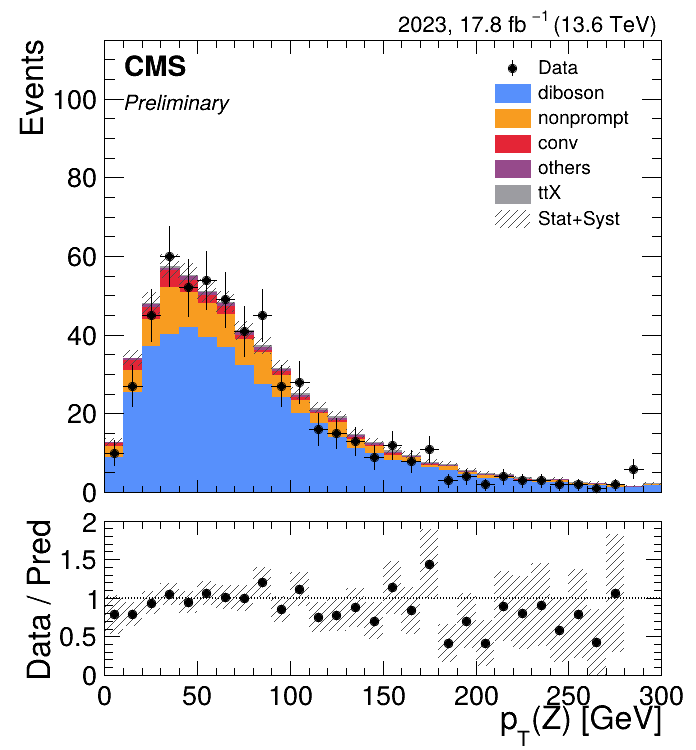 2023, 17.8 fb⁻¹ (13.6 TeV)
CMS
Preliminary
Events
100
80
60
40
20
0
Data
diboson
nonprompt
conv
others
ttX
Stat+Syst
Data / Pred
2
1.5
1
0.5
0
0 50 100 150 200 250 300
p_T(Z) [GeV]